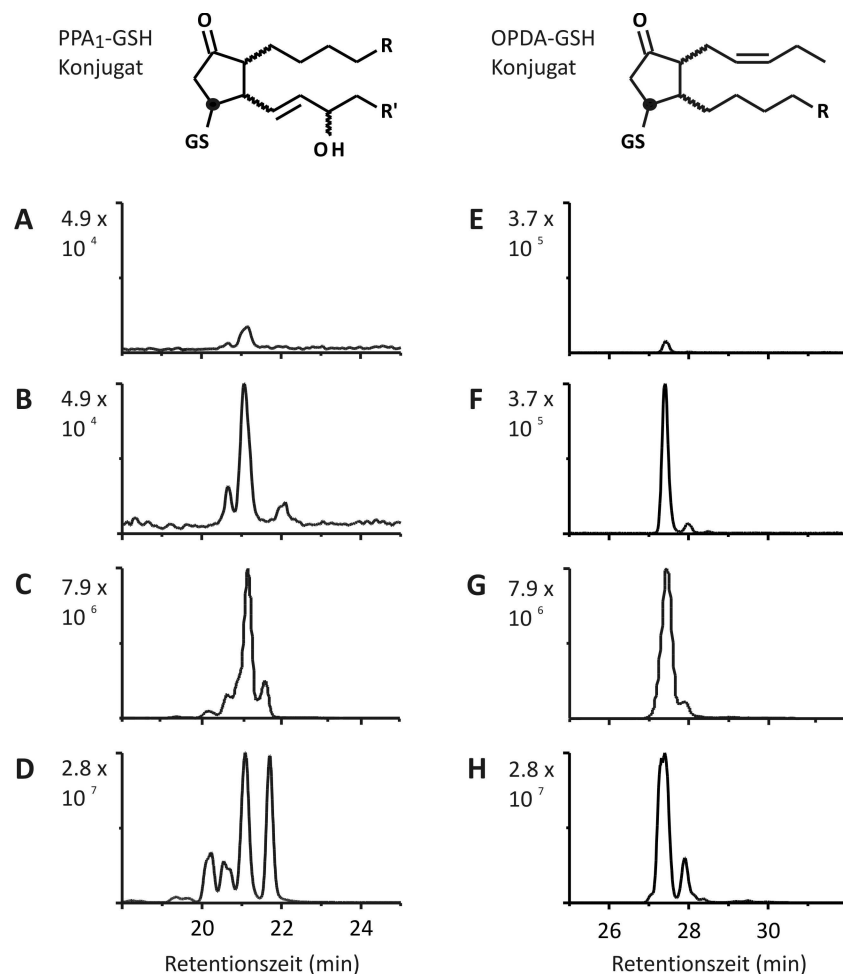 PPA1-GSH
Konjugat
O
R
R'
GS
OH
OPDA-GSH
Konjugat
O
R
GS
A
4.9 x
10 4
E
3.7 x
10 5
B
4.9 x
10 4
F
3.7 x
10 5
C
7.9 x
10 6
G
7.9 x
10 6
D
2.8 x
10 7
H
2.8 x
10 7
20 22 24
26 28 30
Retentionszeit (min)
Retentionszeit (min)